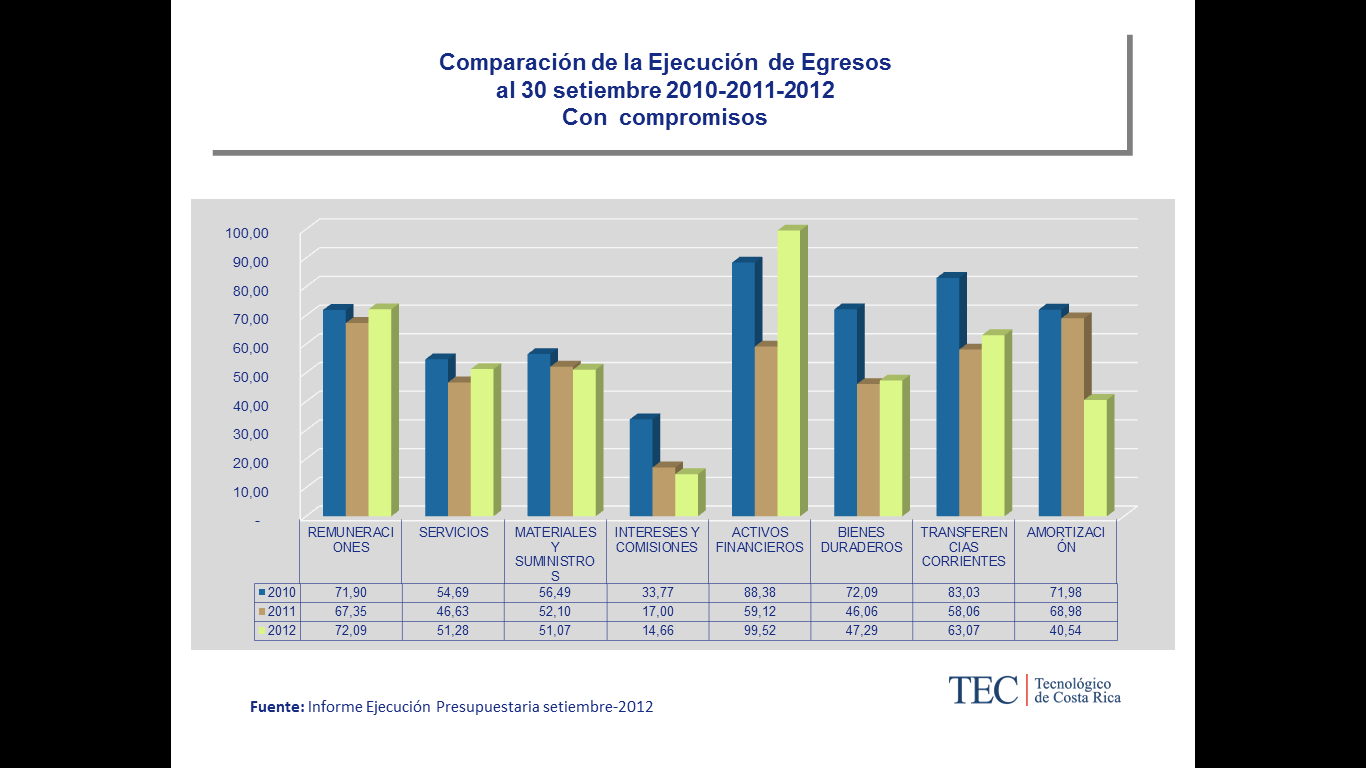 Comparación de la Ejecución de Egresos
al 30 setiembre 2010-2011-2012
Con compromisos
100,00
90,00
80,00
70,00
60,00
50,00
40,00
30,00
20,00
10,00
-
REMUNERACI
ONES
SERVICIOS
MATERIALES
Y
SUMINISTRO
S
INTERESES Y
COMISIONES
ACTIVOS
FINANCIEROS
BIENES
DURADEROS
TRANSFEREN
CIAS
CORRIENTES
AMORTIZACI
ÓN
2010 71,90 54,69 56,49 33,77 88,38 72,09 83,03 71,98
2011 67,35 46,63 52,10 17,00 59,12 46,06 58,06 68,98
2012 72,09 51,28 51,07 14,66 99,52 47,29 63,07 40,54
Fuente: Informe Ejecución Presupuestaria setiembre-2012
TEC Tecnológico
de Costa Rica